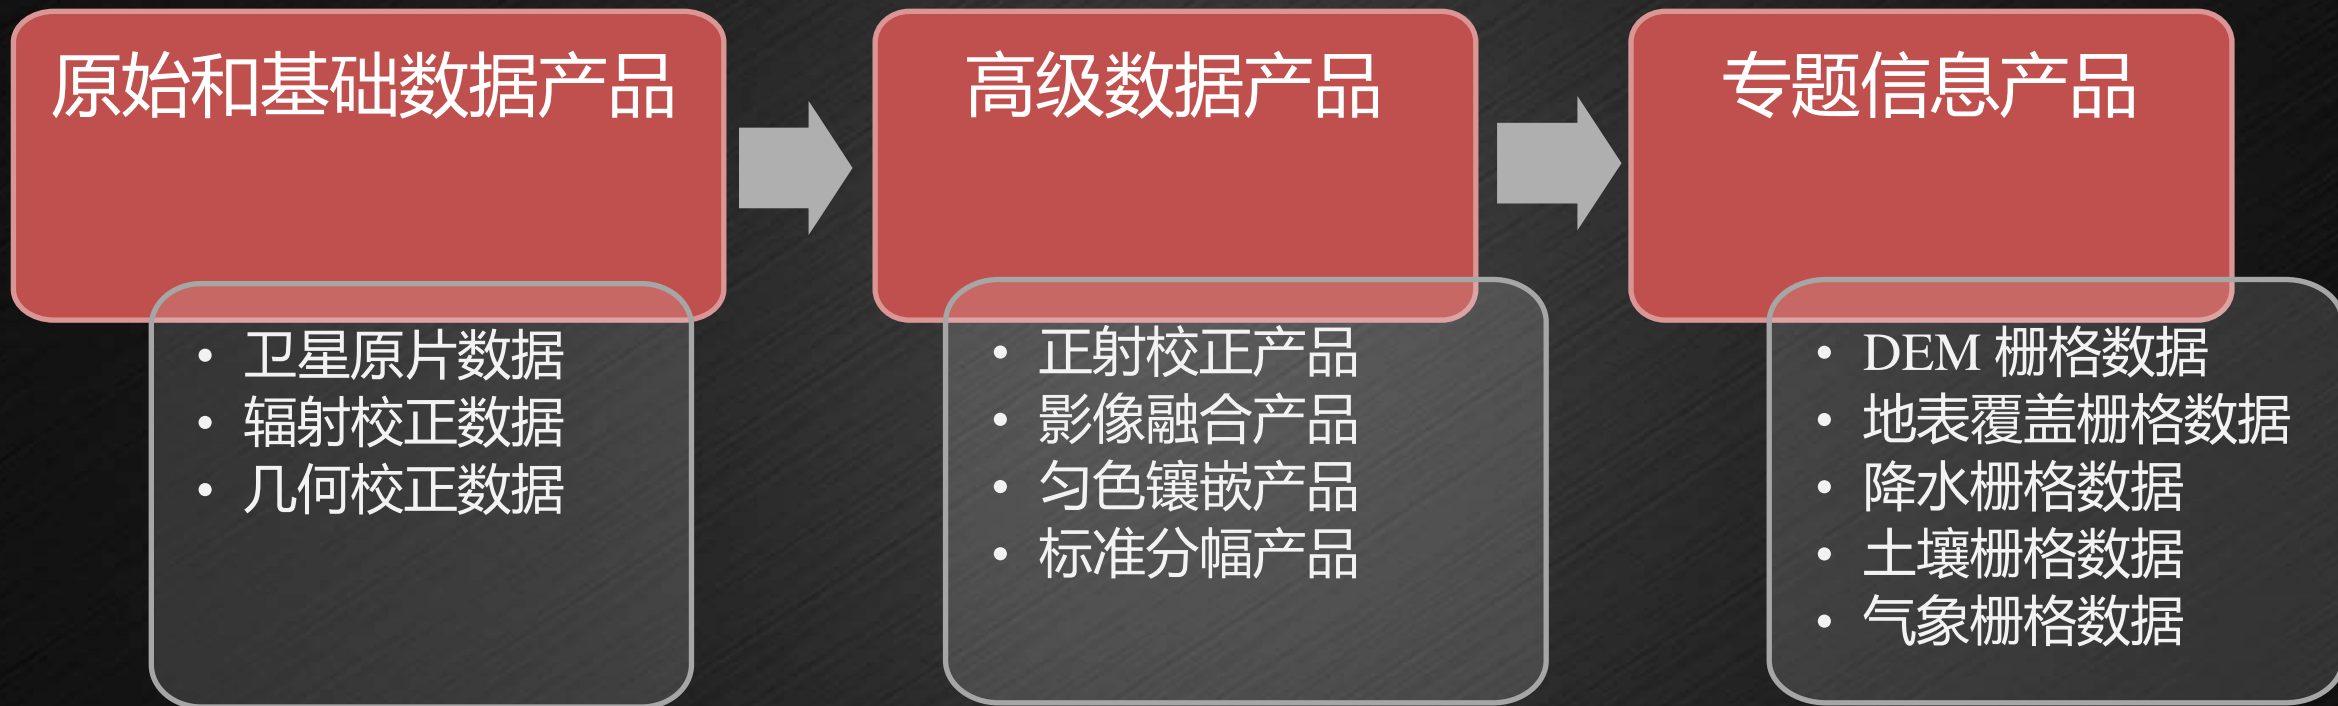 原始和基础数据产品
• 卫星原片数据
• 辐射校正数据
• 几何校正数据
高级数据产品
• 正射校正产品
• 影像融合产品
• 匀色镶嵌产品
• 标准分幅产品
专题信息产品
• DEM 栅格数据
• 地表覆盖栅格数据
• 降水栅格数据
• 土壤栅格数据
• 气象栅格数据